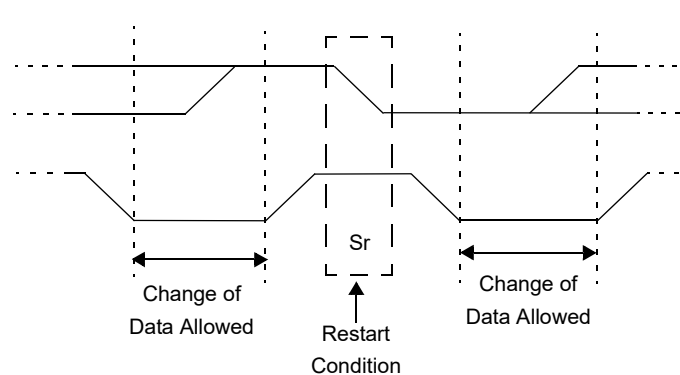 Sr
Change of
Data Allowed
Restart
Condition
Change of
Data Allowed